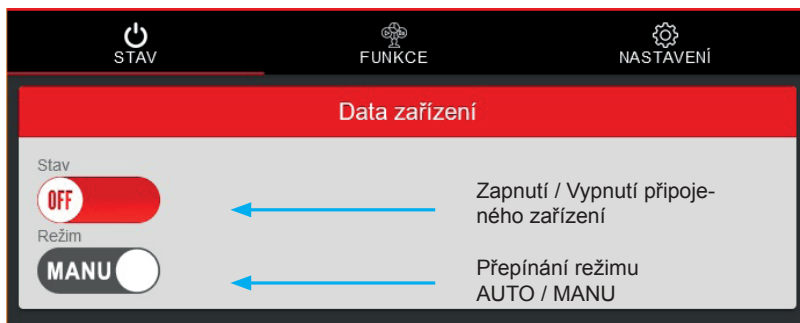 STAV FUNKCE NASTAVENÍ
Data zařízení
Stav
OFF
Zapnutí / Vypnutí připoje-
ného zařízení
Režim
MANU
Přepínání režimu
AUTO / MANU